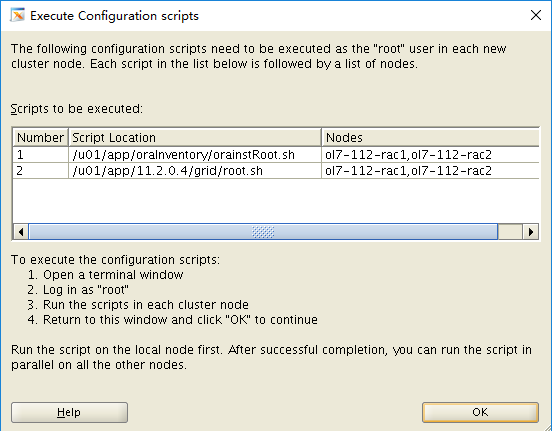 Execute Configuration scripts
The following configuration scripts need to be executed as the "root" user in each new
cluster node. Each script in the list below is followed by a list of nodes.
Scripts to be executed:
Number Script Location Nodes
1 /u01/app/oraInventory/orainstRoot.sh ol7-112-rac1,ol7-112-rac2
2 /u01/app/11.2.0.4/grid/root.sh ol7-112-rac1,ol7-112-rac2
To execute the configuration scripts:
1. Open a terminal window
2. Log in as "root"
3. Run the scripts in each cluster node
4. Return to this window and click "OK" to continue
Run the script on the local node first. After successful completion, you can run the script in
parallel on all the other nodes.
Help OK